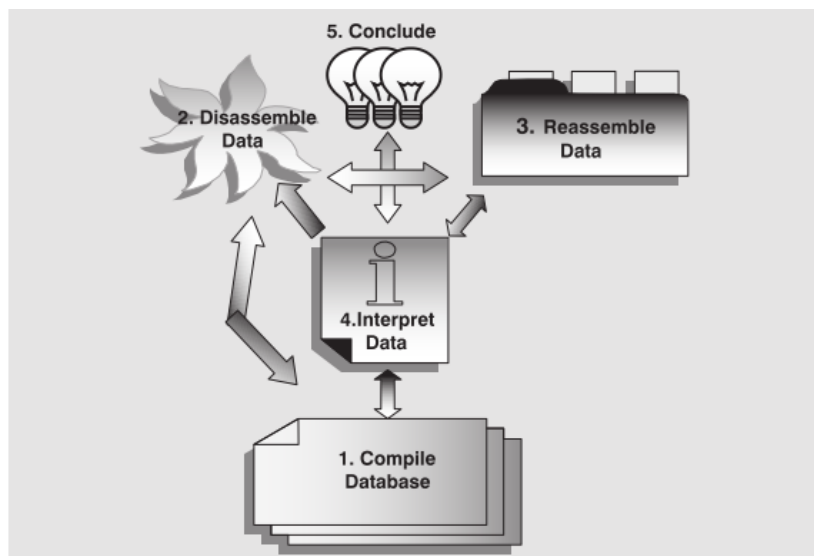 5. Conclude
2. Disassemble
Data
3. Reassemble
Data
4.Interpret
Data
1. Compile
Database